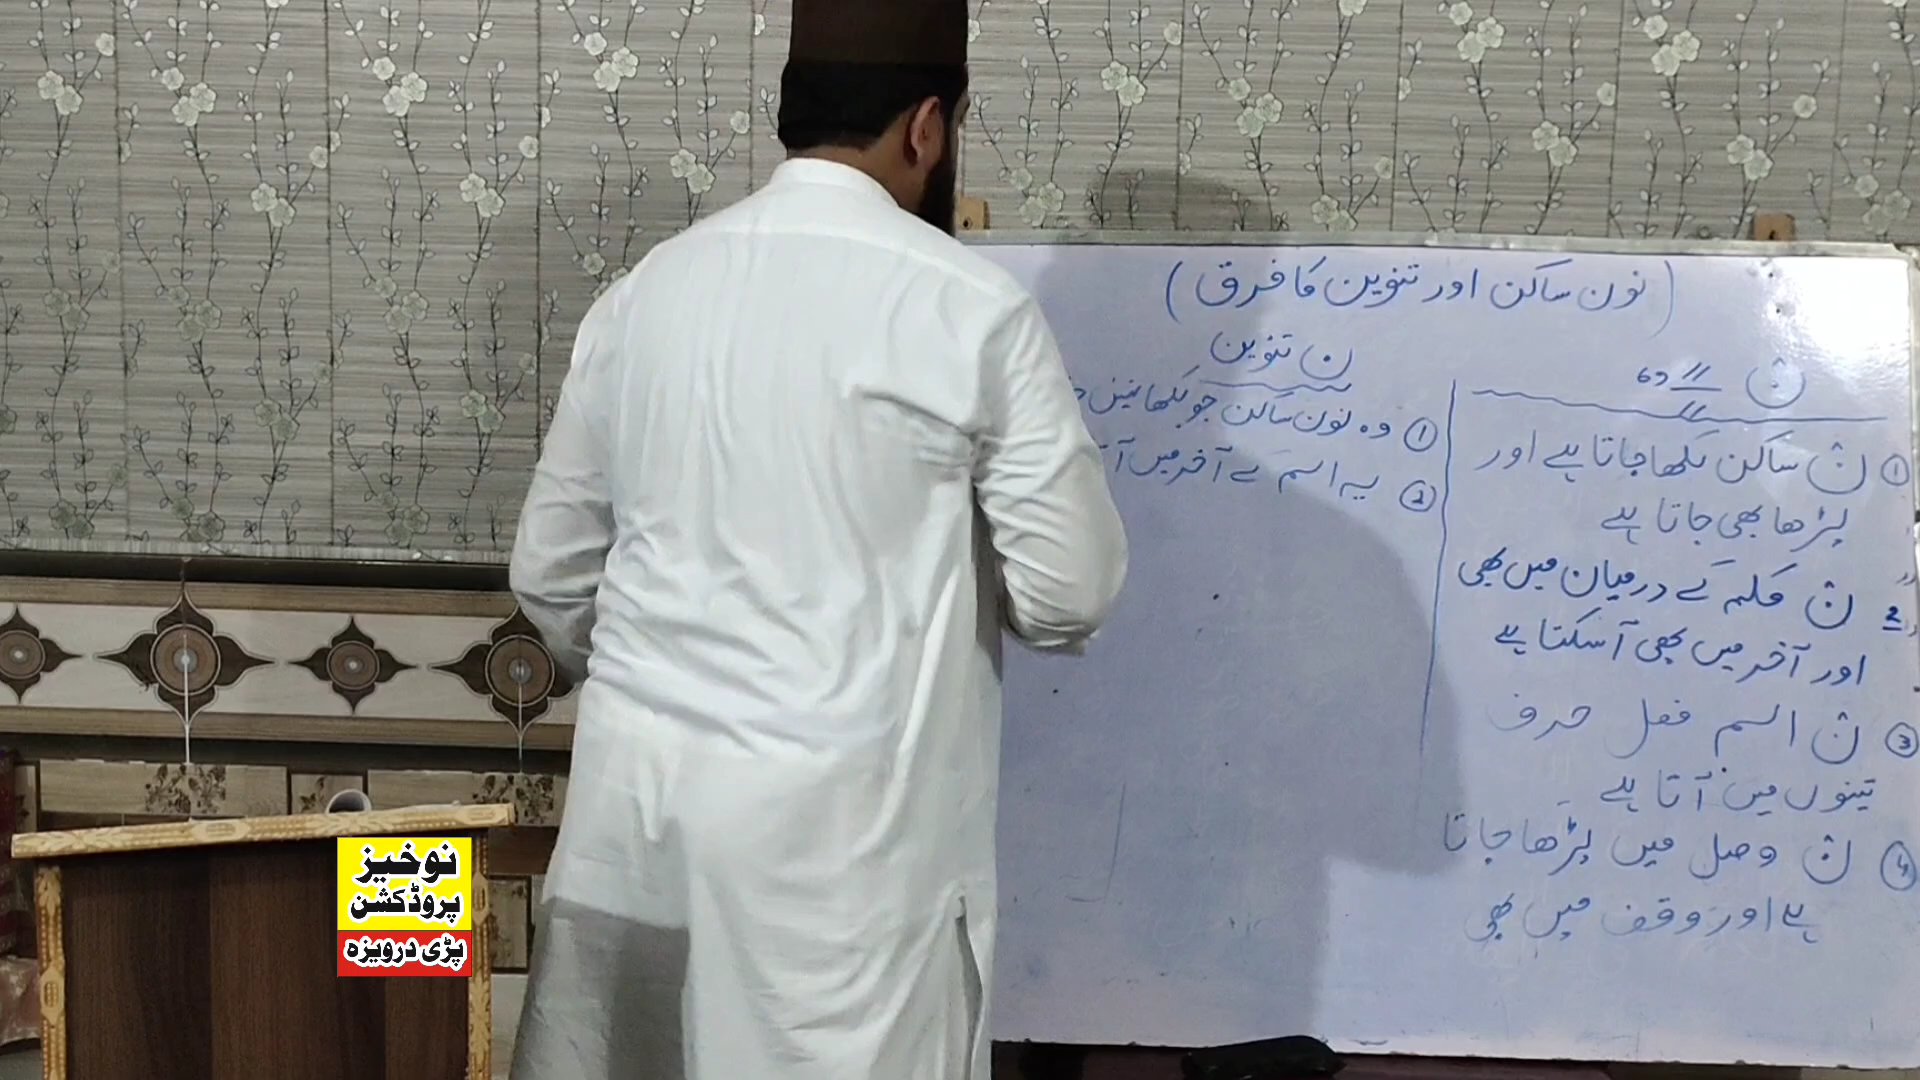 (نون ساکن اور تنوین کا فرق)
نْ
① نْ ساکن لکھا جاتا ہے اور
پڑھا بھی جاتا ہے
2 نْ کلمہ کے درمیان میں بھی
اور آخر میں بھی آ سکتا ہے
③ نْ اسم فعل حرف
تینوں میں آتا ہے
④ نْ وصل میں پڑھا جاتا
ہے اور وقف میں بھی
ن تنوین
① وہ نون ساکن جو لکھا نہیں
② یہ اسم کے آخر میں
نوخیز
پروڈکشن
پڑی درویزہ